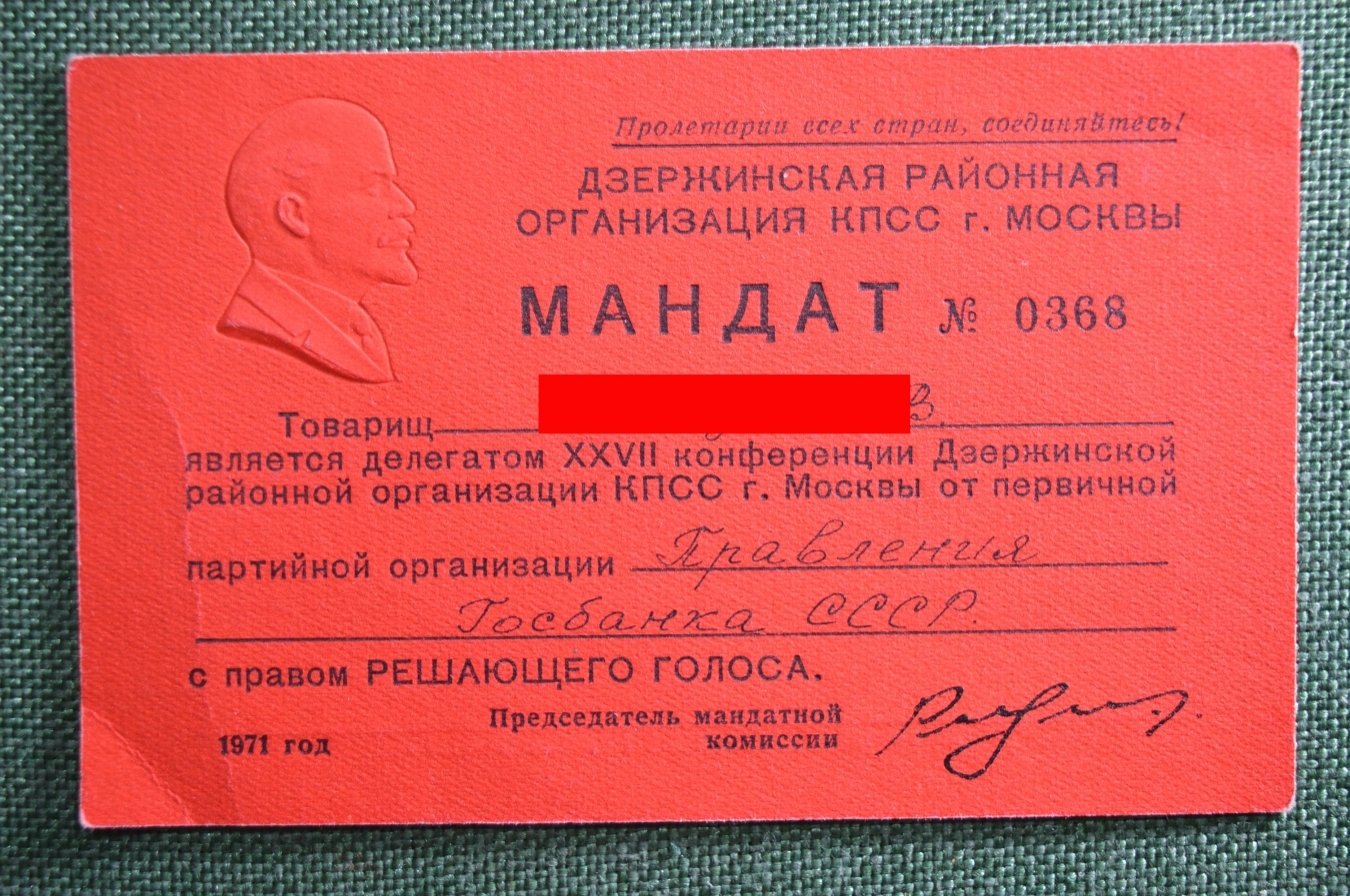 Пролетарии всех стран, соединяйтесь!
ДЗЕРЖИНСКАЯ РАЙОННАЯ
ОРГАНИЗАЦИЯ КПСС г. МОСКВЫ
МАНДАТ № 0368
Товарищ В.
является делегатом XXVII конференции Дзержинской
районной организации КПСС г. Москвы от первичной
партийной организации Правления
Госбанка СССР.
с правом РЕШАЮЩЕГО ГОЛОСА.
Председатель мандатной
1971 год комиссии